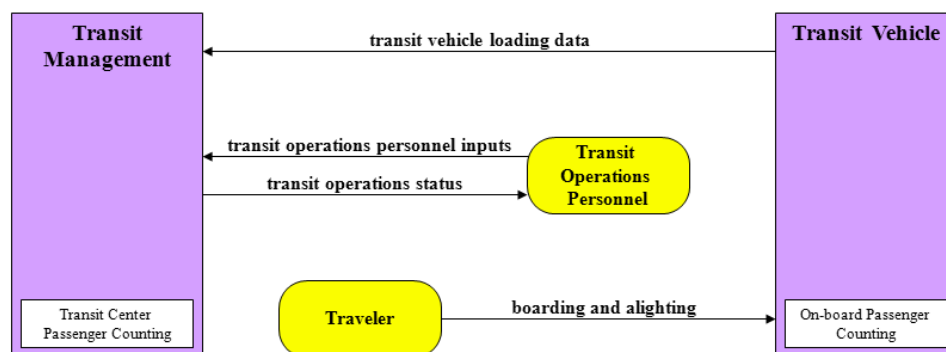 Transit
Management
transit vehicle loading data
Transit Vehicle
transit operations personnel inputs
transit operations status
Transit
Operations
Personnel
Transit Center
Passenger Counting
Traveler
boarding and alighting
On-board Passenger
Counting